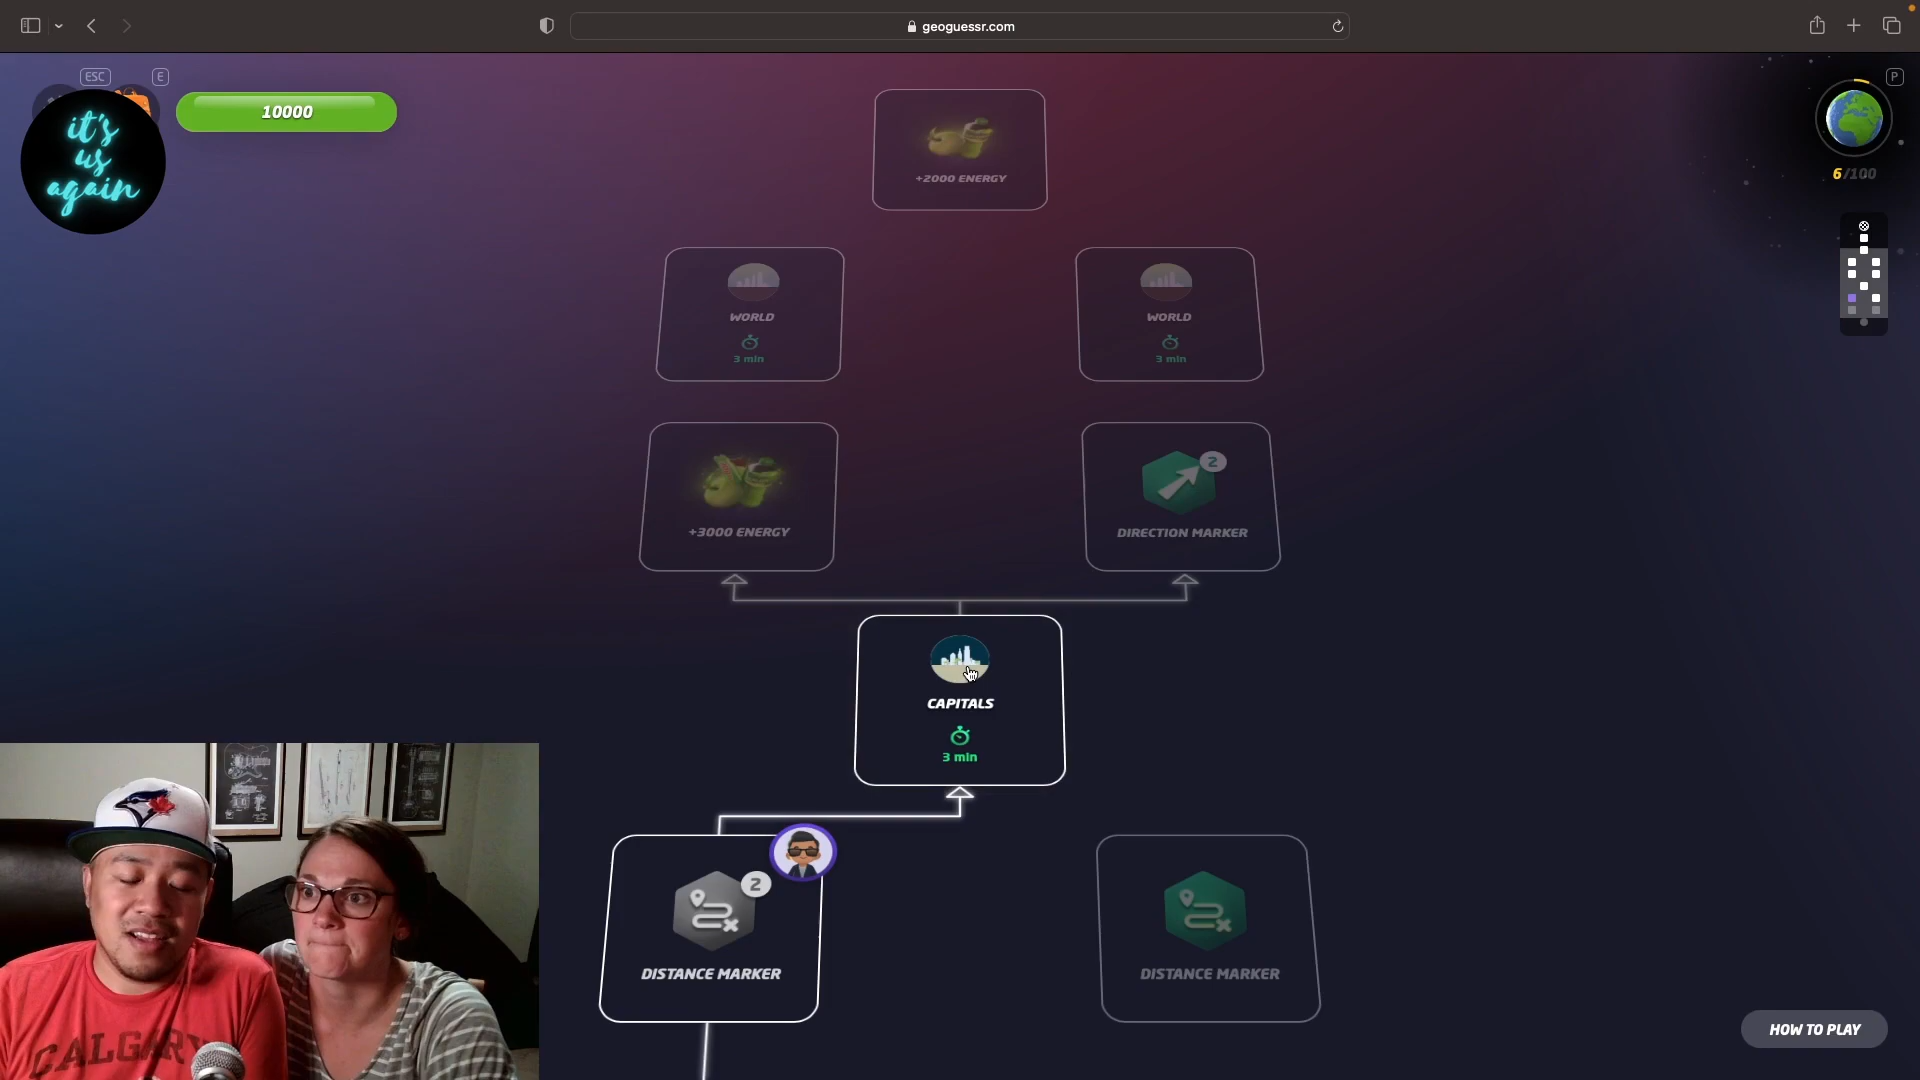 geoguessr.com
ESC
E
P
10000
it's
us
again
6/100
+2000 ENERGY
WORLD
3 min
WORLD
3 min
+3000 ENERGY
2
DIRECTION MARKER
CAPITALS
3 min
2
DISTANCE MARKER
DISTANCE MARKER
CALGARY
HOW TO PLAY